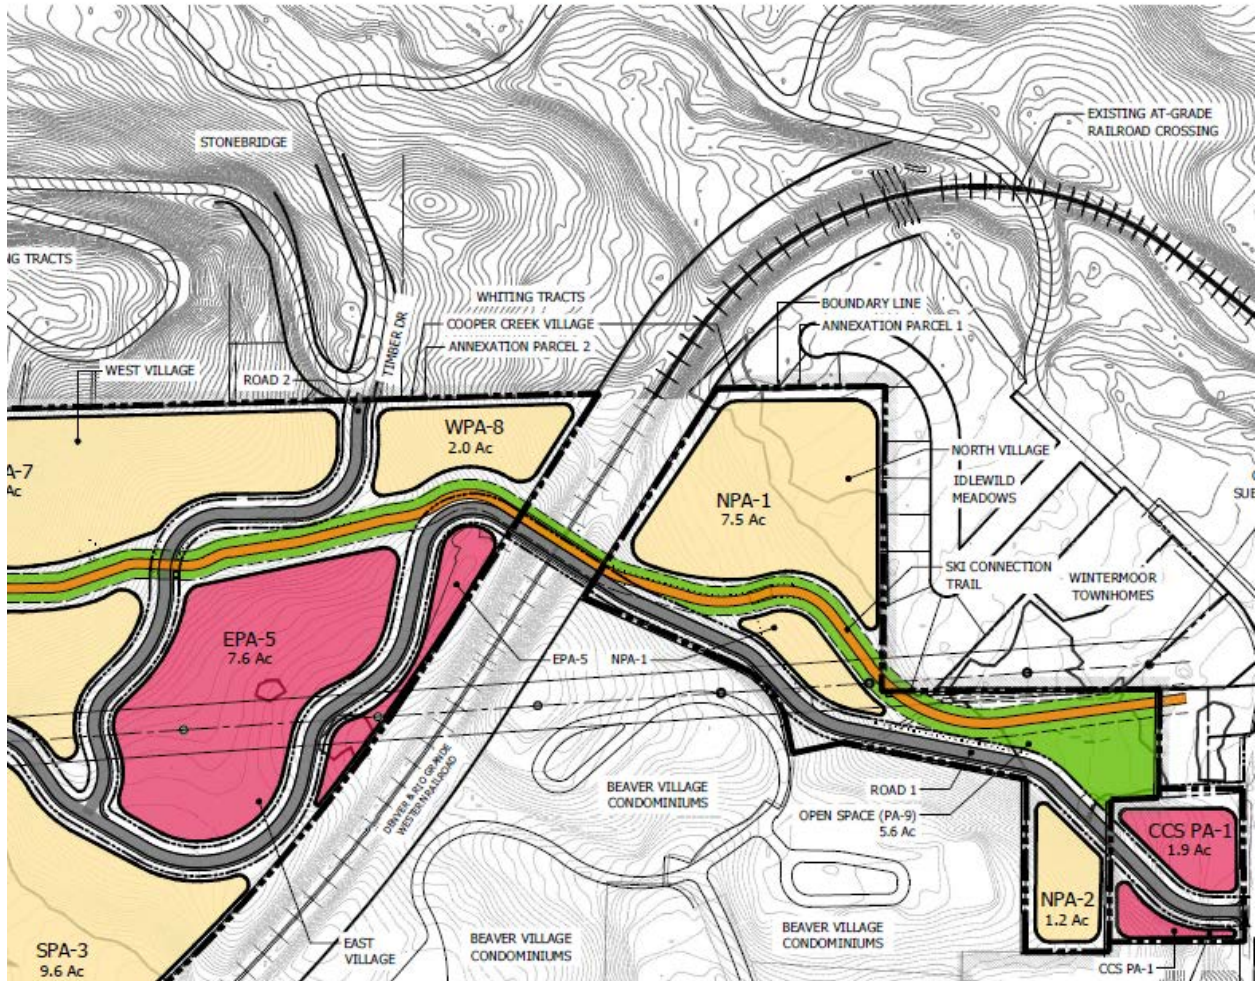 EXISTING AT-GRADE
RAILROAD CROSSING
STONEBRIDGE
NG TRACTS
WHITING TRACTS
BOUNDARY LINE
COOPER CREEK VILLAGE
ANNEXATION PARCEL 1
TIMBER DR
ANNEXATION PARCEL 2
WEST VILLAGE
ROAD 2
WPA-8
2.0 Ac
A-7
Ac
NORTH VILLAGE
IDLEWILD
MEADOWS
SUB
NPA-1
7.5 Ac
SKI CONNECTION
TRAIL
WINTERMOOR
TOWNHOMES
EPA-5
7.6 Ac
EPA-5
NPA-1
DENVER & RIO GRANDE
WESTERN RAILROAD
BEAVER VILLAGE
CONDOMINIUMS
ROAD 1
OPEN SPACE (PA-9)
5.6 Ac
CCS PA-1
1.9 Ac
NPA-2
1.2 Ac
SPA-3
9.6 Ac
EAST
VILLAGE
BEAVER VILLAGE
CONDOMINIUMS
BEAVER VILLAGE
CONDOMINIUMS
CCS PA-1